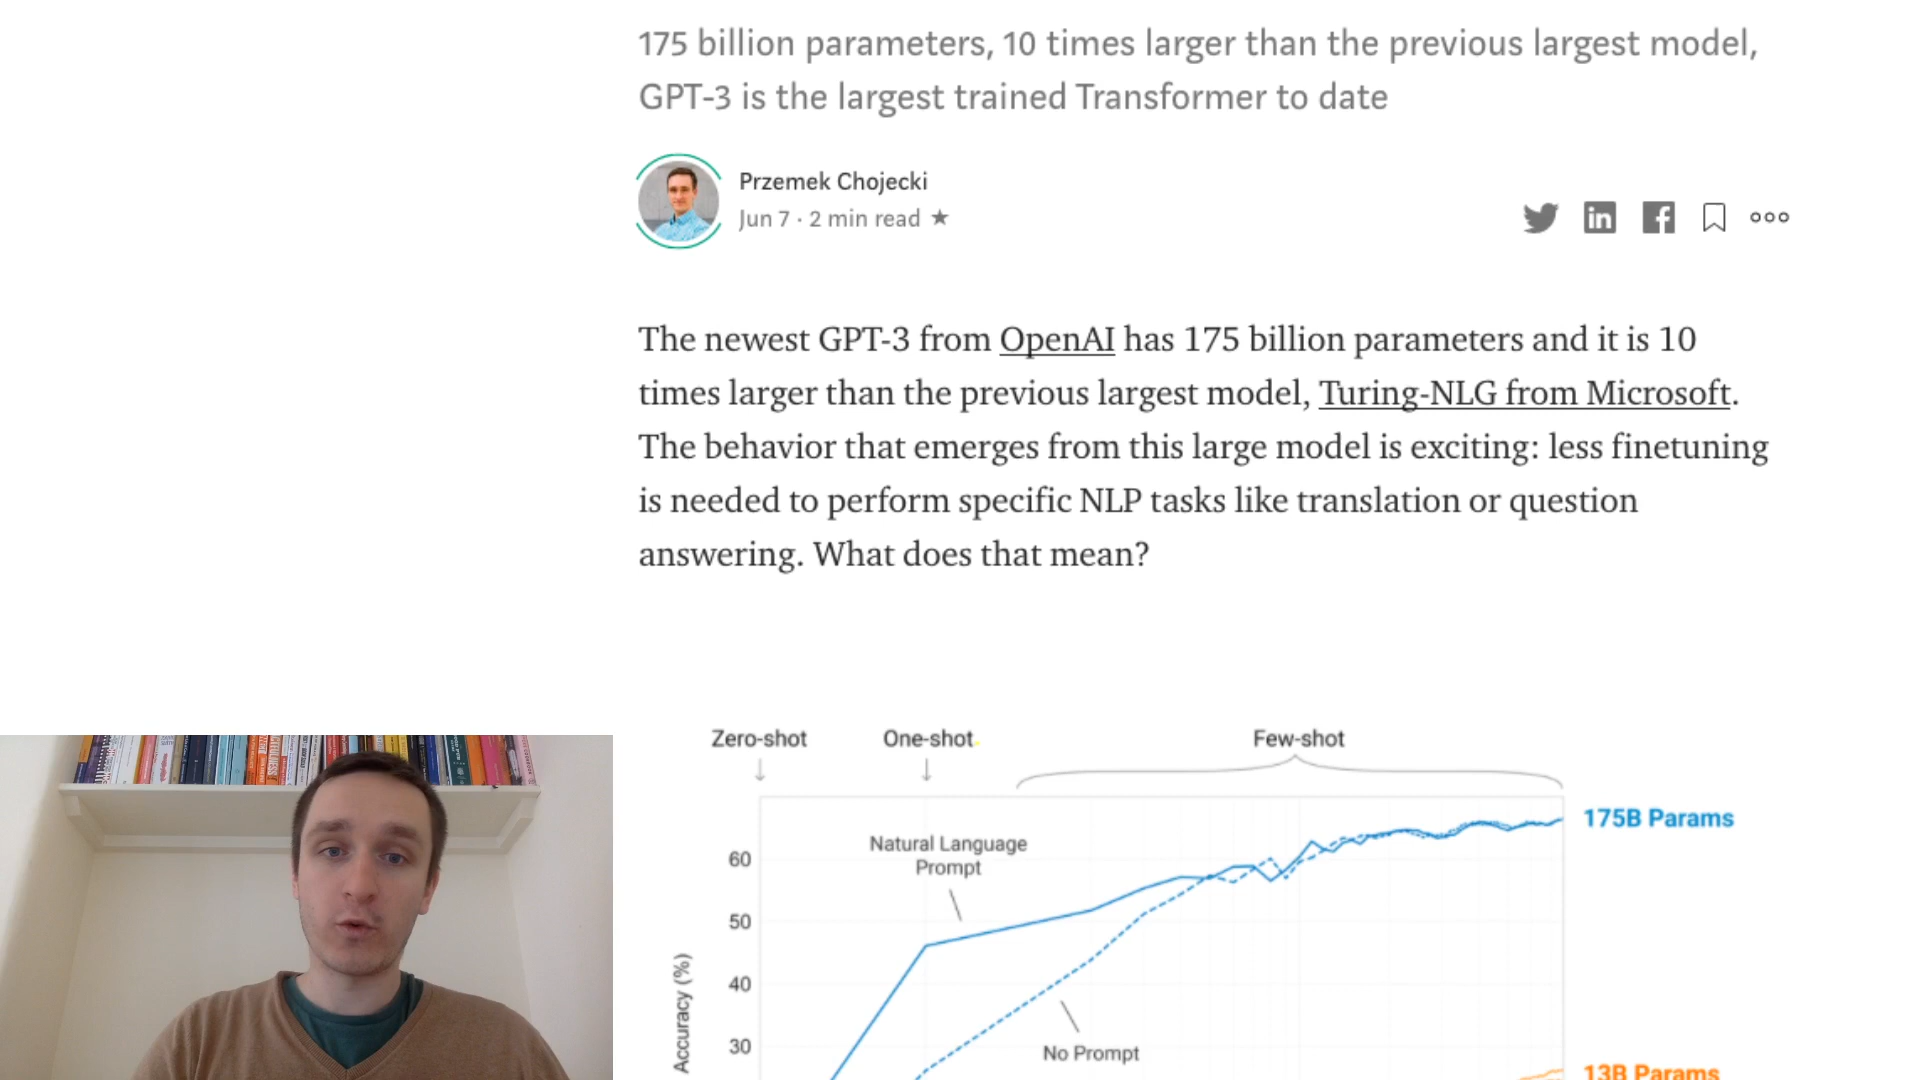 175 billion parameters, 10 times larger than the previous largest model,
GPT-3 is the largest trained Transformer to date
Przemek Chojecki
Jun 7 · 2 min read ★
The newest GPT-3 from OpenAI has 175 billion parameters and it is 10
times larger than the previous largest model, Turing-NLG from Microsoft.
The behavior that emerges from this large model is exciting: less finetuning
is needed to perform specific NLP tasks like translation or question
answering. What does that mean?
Zero-shot
One-shot
Few-shot
175B Params
Natural Language
Prompt
60
50
40
30
Accuracy (%)
No Prompt
13B Params